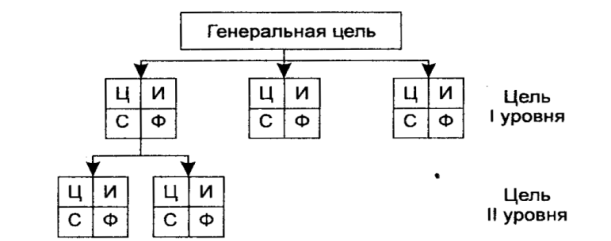 Генеральная цель
Ц И Ц И Ц И
С Ф С Ф С Ф
Цель
I уровня
Ц И Ц И
С Ф С Ф
Цель
II уровня